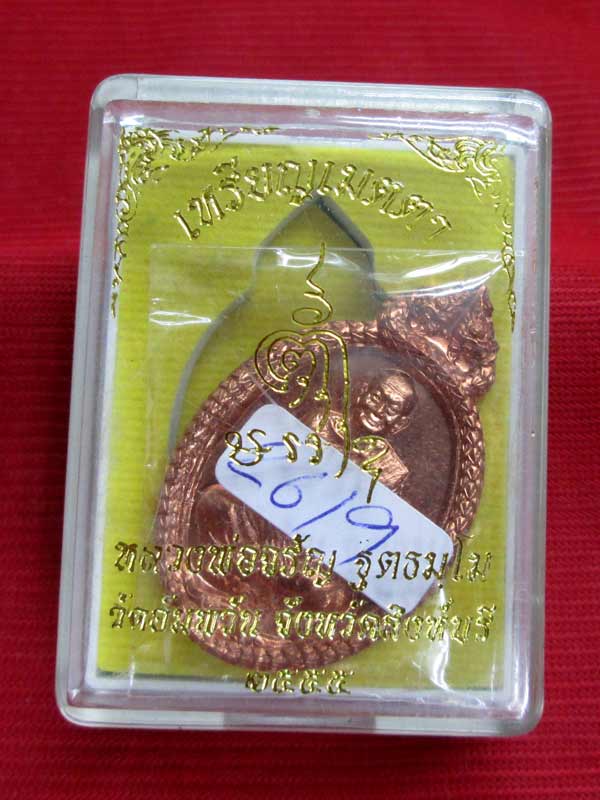 เหรียญเมตตา
หลวงพ่อจรัญ ฐิตธมฺโม
วัดอัมพวัน จังหวัดสิงห์บุรี
๒๕๕๕